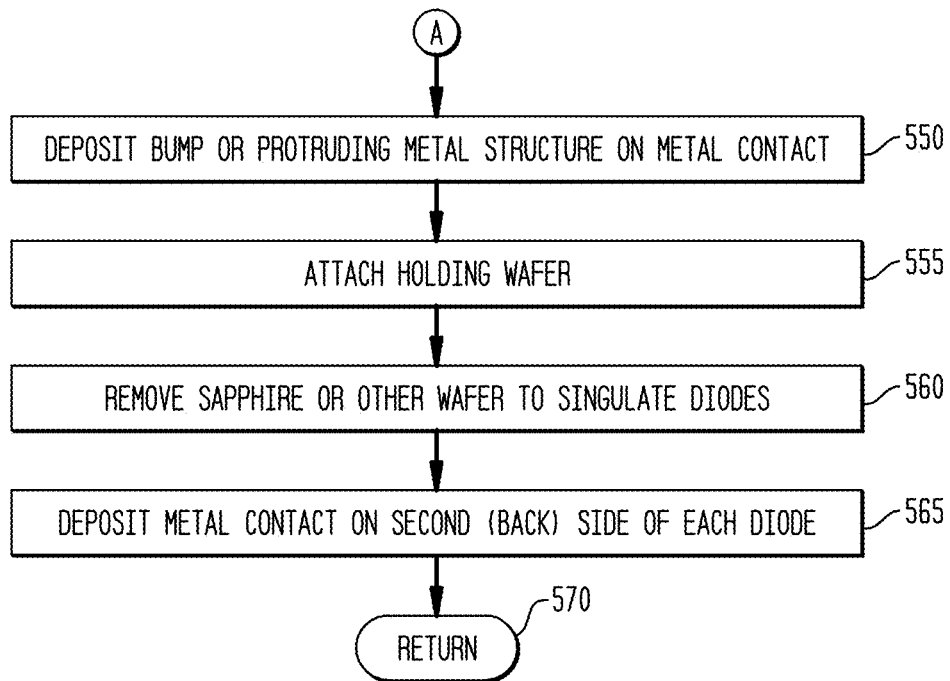 A
DEPOSIT BUMP OR PROTRUDING METAL STRUCTURE ON METAL CONTACT
550
ATTACH HOLDING WAFER
555
REMOVE SAPPHIRE OR OTHER WAFER TO SINGULATE DIODES
560
DEPOSIT METAL CONTACT ON SECOND (BACK) SIDE OF EACH DIODE
565
570
RETURN